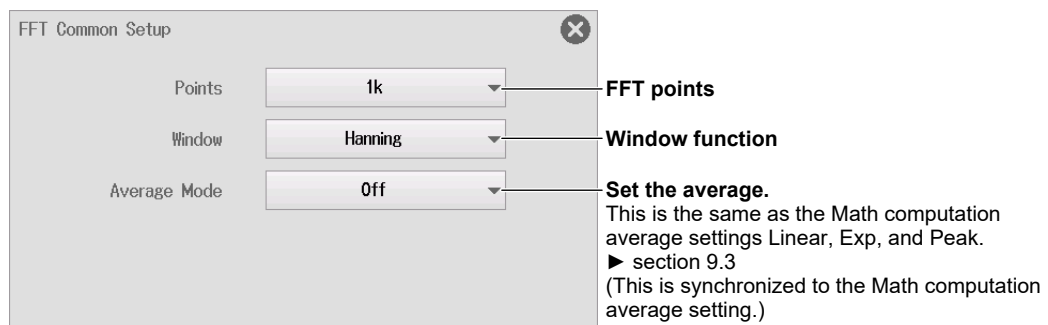 FFT Common Setup
Points
1k
FFT points
Window
Hanning
Window function
Average Mode
Off
Set the average.
This is the same as the Math computation
average settings Linear, Exp, and Peak.
► section 9.3
(This is synchronized to the Math computation
average setting.)